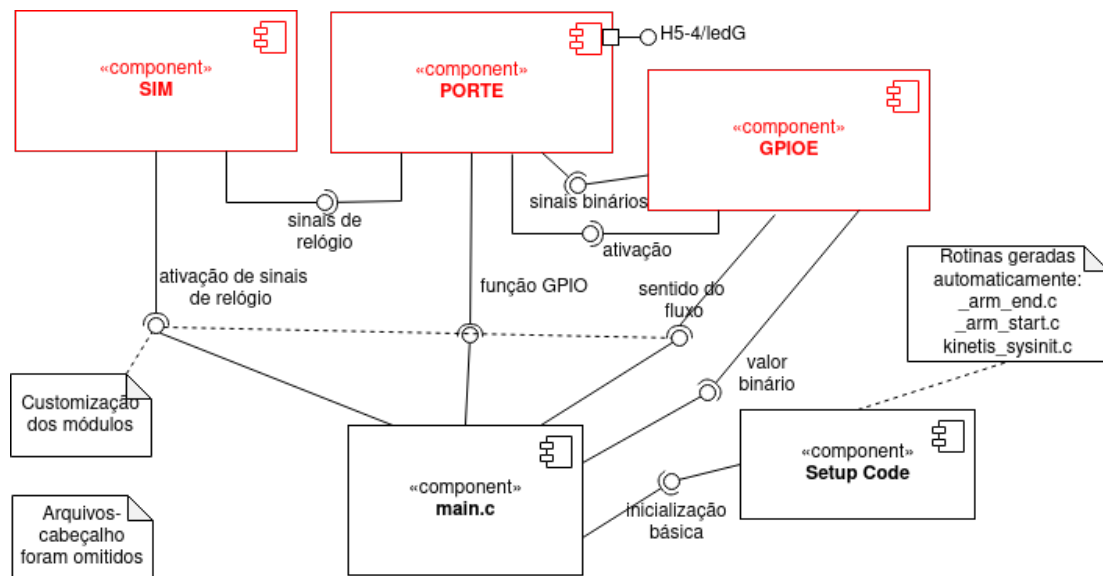 «component»
SIM
«component»
PORTE
H5-4/ledG
«component»
GPIOE
sinais de
relógio
sinais binários
ativação
ativação de sinais
de relógio
função GPIO
sentido do
fluxo
valor
binário
Rotinas geradas
automaticamente:
_arm_end.c
_arm_start.c
kinetis_sysinit.c
Customização
dos módulos
«component»
main.c
«component»
Setup Code
inicialização
básica
Arquivos-
cabeçalho
foram omitidos